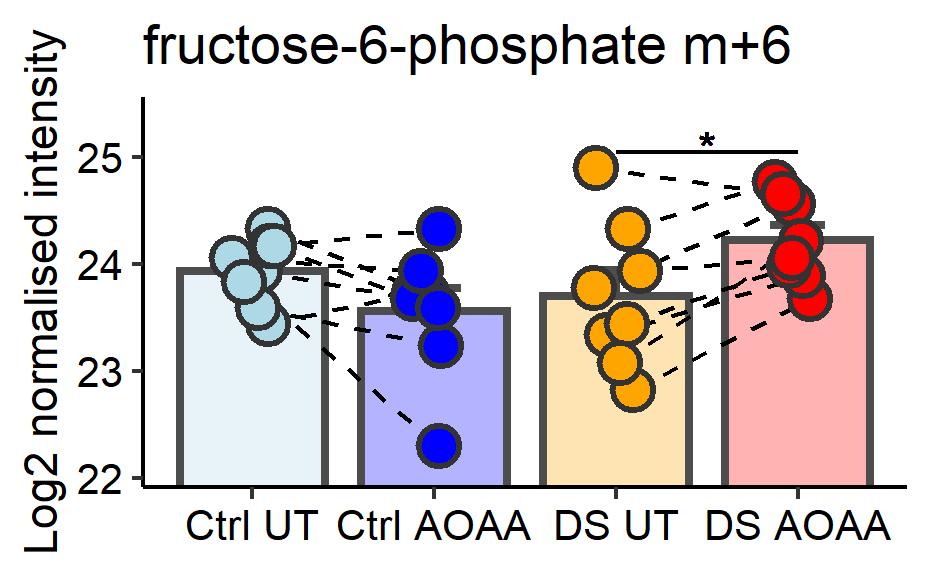 fructose-6-phosphate m+6
Log2 normalised intensity
25
24
23
22
*
Ctrl UT
Ctrl AOAA
DS UT
DS AOAA